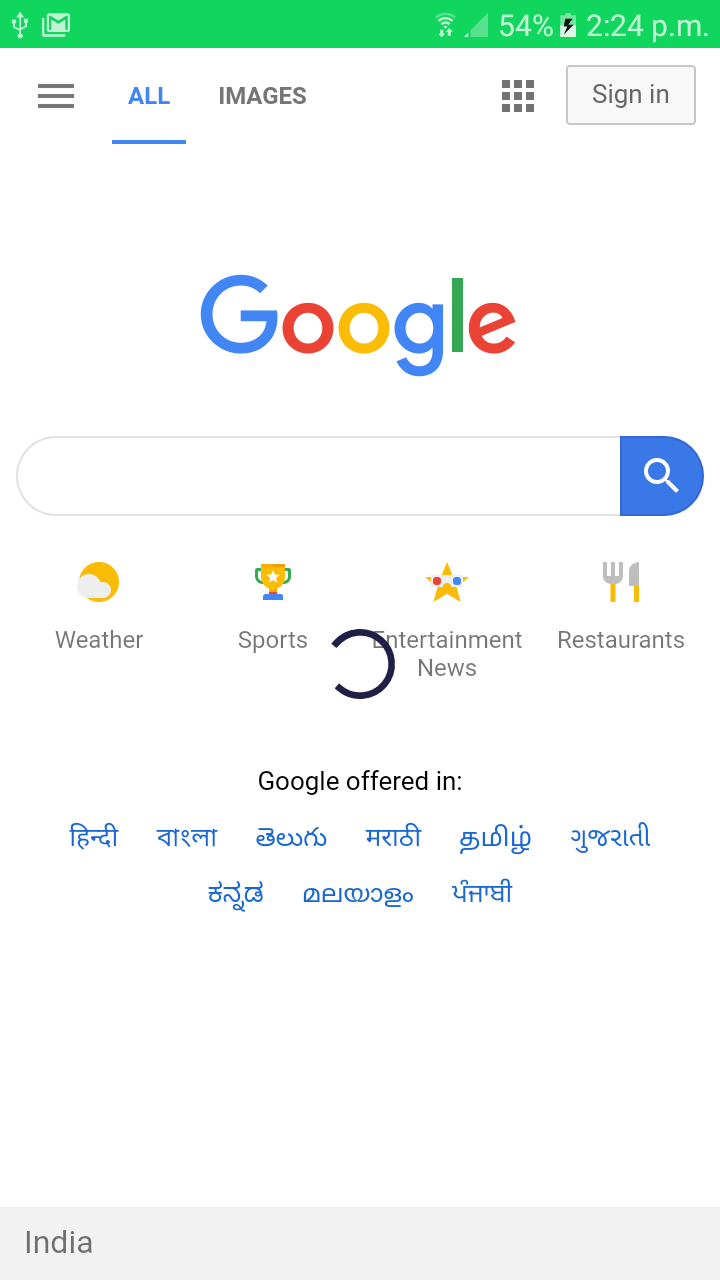 54% 2:24 p.m.
ALL IMAGES Sign in
Google
Weather Sports Entertainment News Restaurants
Google offered in:
हिन्दी বাংলা తెలుగు मराठी தமிழ் ગુજરાતી
ಕನ್ನಡ മലയാളം ਪੰਜਾਬੀ
India